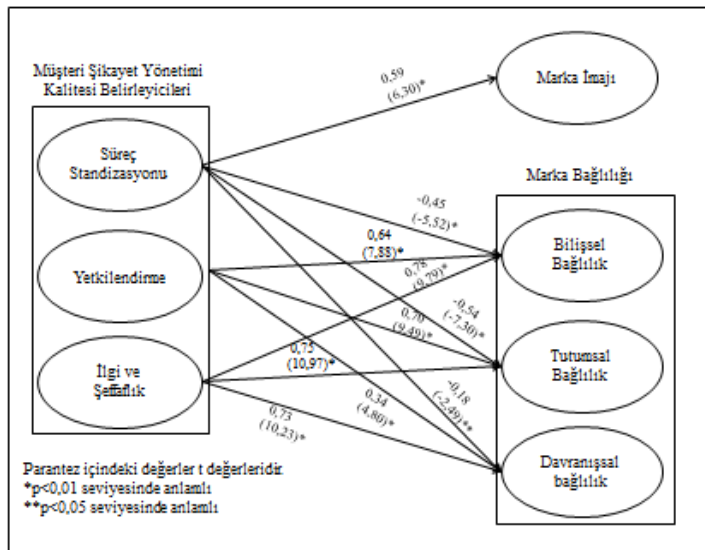 Müşteri Şikayet Yönetimi
Kalitesi Belirleyicileri
Süreç
Standizasyonu
Yetkilendirme
İlgi ve
Şeffaflık
0,59
(6,30)*
Marka İmajı
Marka Bağlılığı
-0,45
(-5,52)*
0,64
(7,88)*
0,78
(9,79)*
Bilişsel
Bağlılık
-0,54
(-7,30)*
0,70
(9,49)*
0,75
(10,97)*
Tutumsal
Bağlılık
-0,18
(-2,49)**
0,34
(4,80)*
0,73
(10,23)*
Davranışsal
bağlılık
Parantez içindeki değerler t değerleridir.
*p<0,01 seviyesinde anlamlı
**p<0,05 seviyesinde anlamlı